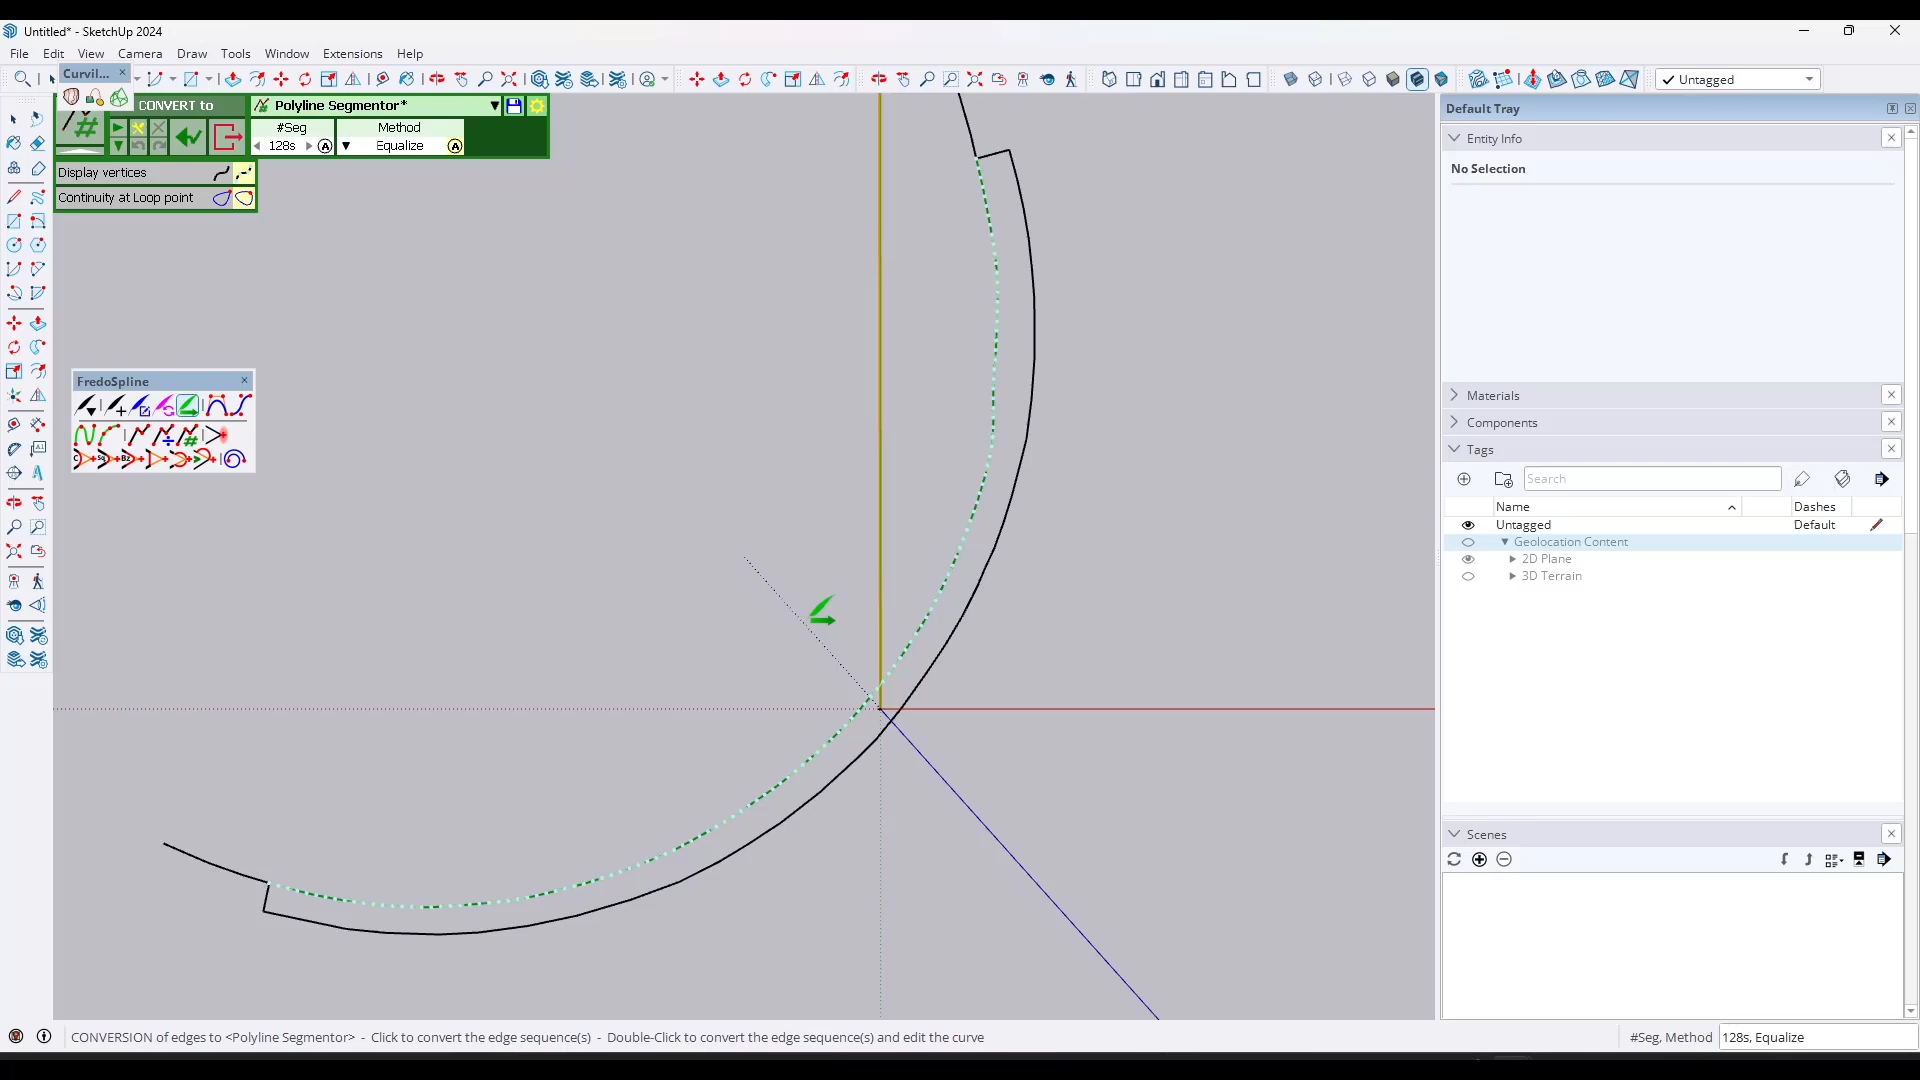 Untitled* - SketchUp 2024
File Edit View Camera Draw Tools Window Extensions Help
Curvil...
Untagged
CONVERT to
Polyline Segmentor*
#Seg
Method
128s
Equalize
Display vertices
Continuity at Loop point
FredoSpline
Default Tray
Entity Info
No Selection
Materials
Components
Tags
Search
Name
Dashes
Untagged
Default
Geolocation Content
2D Plane
3D Terrain
Scenes
CONVERSION of edges to <Polyline Segmentor> - Click to convert the edge sequence(s) - Double-Click to convert the edge sequence(s) and edit the curve
#Seg, Method
128s, Equalize